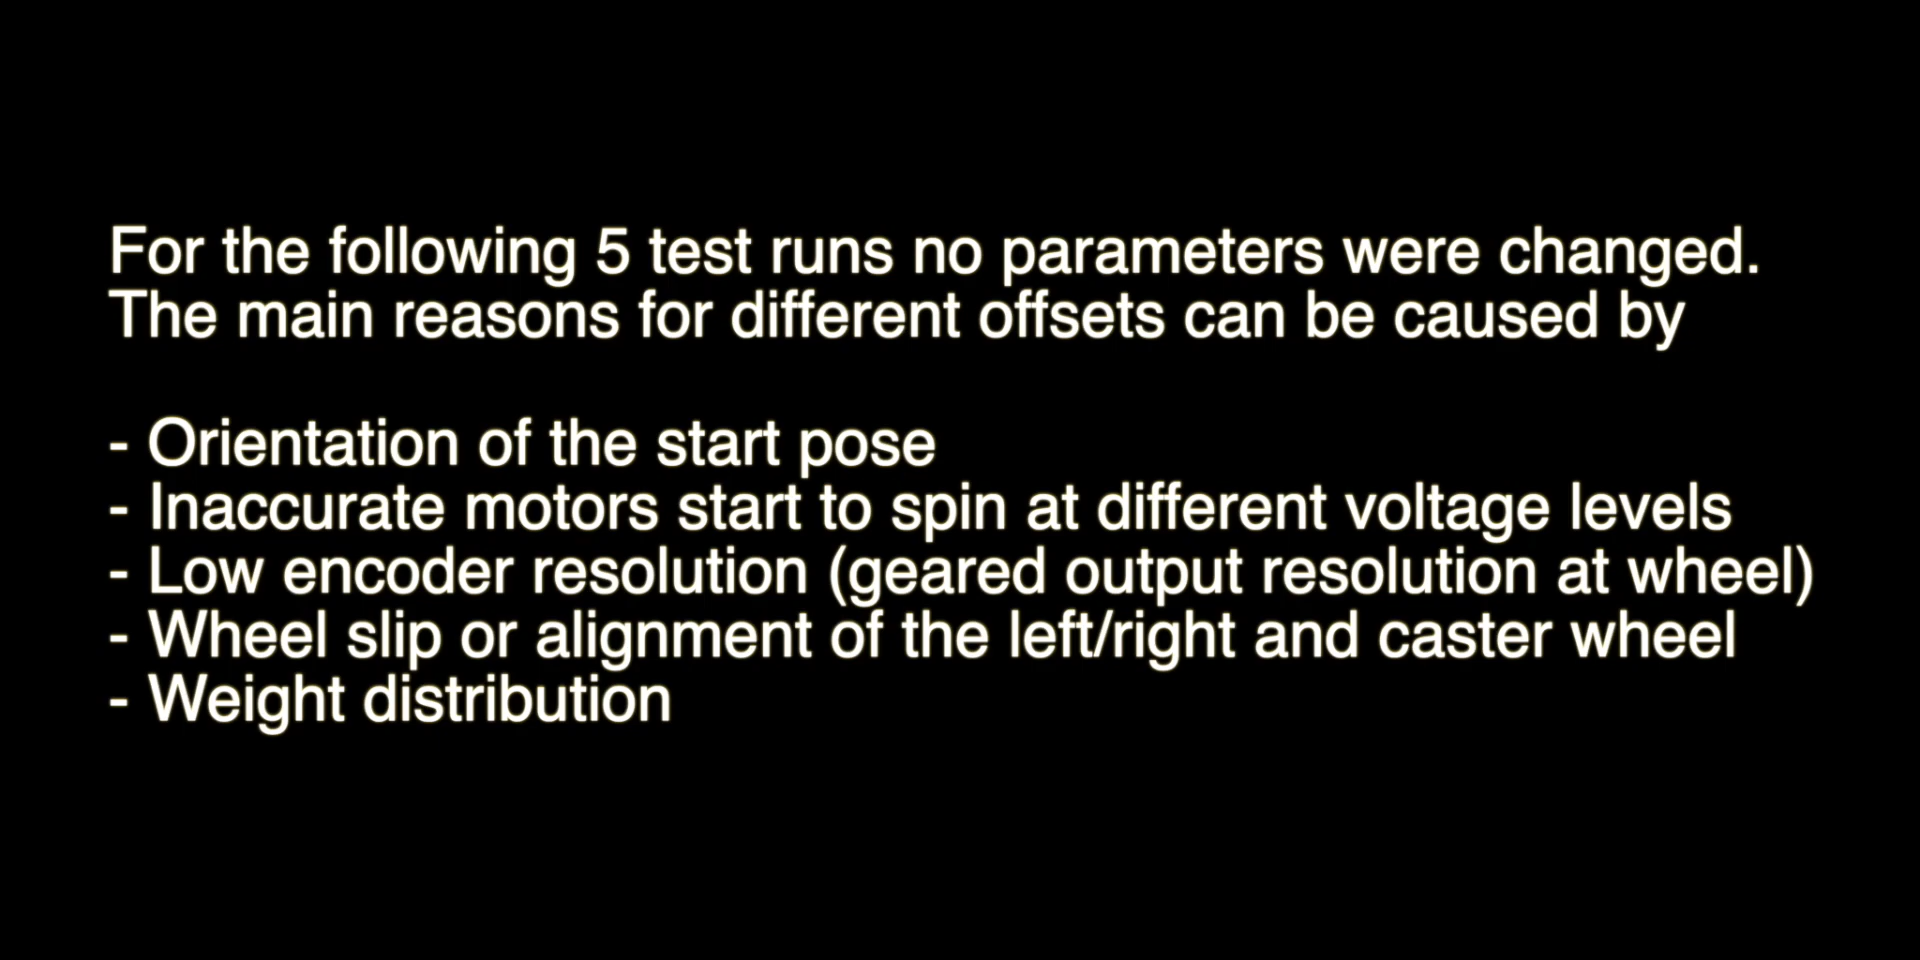 For the following 5 test runs no parameters were changed.
The main reasons for different offsets can be caused by
- Orientation of the start pose
- Inaccurate motors start to spin at different voltage levels
- Low encoder resolution (geared output resolution at wheel)
- Wheel slip or alignment of the left/right and caster wheel
- Weight distribution